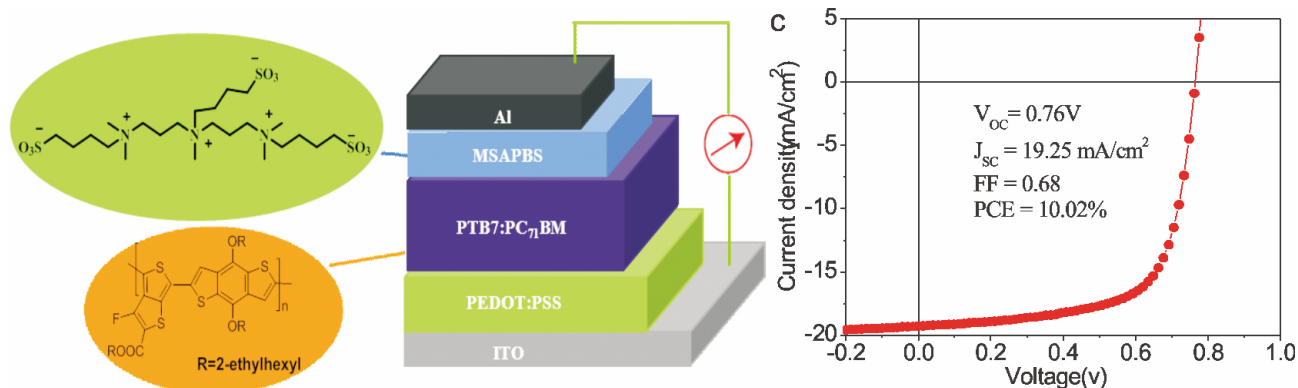 SO₃⁻
⁻O₃S
N⁺
N⁺
N⁺
SO₃⁻
OR
S
S
S
S
F
OR
n
ROOC
R=2-ethylhexyl
Al
MSAPBS
PTB7:PC₇₁BM
PEDOT:PSS
ITO
C
Current density(mA/cm²)
5
0
-5
-10
-15
-20
V_OC= 0.76V
J_SC = 19.25 mA/cm²
FF = 0.68
PCE = 10.02%
-0.2 0.0 0.2 0.4 0.6 0.8 1.0
Voltage(v)